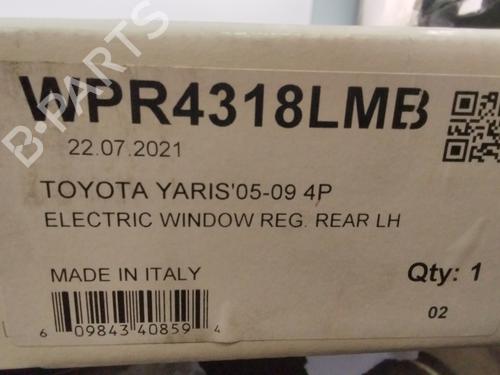 WPR4318LMB
22.07.2021
TOYOTA YARIS'05-09 4P
ELECTRIC WINDOW REG. REAR LH
MADE IN ITALY
Qty: 1
6 09843 40859 4
02
B-PARTS